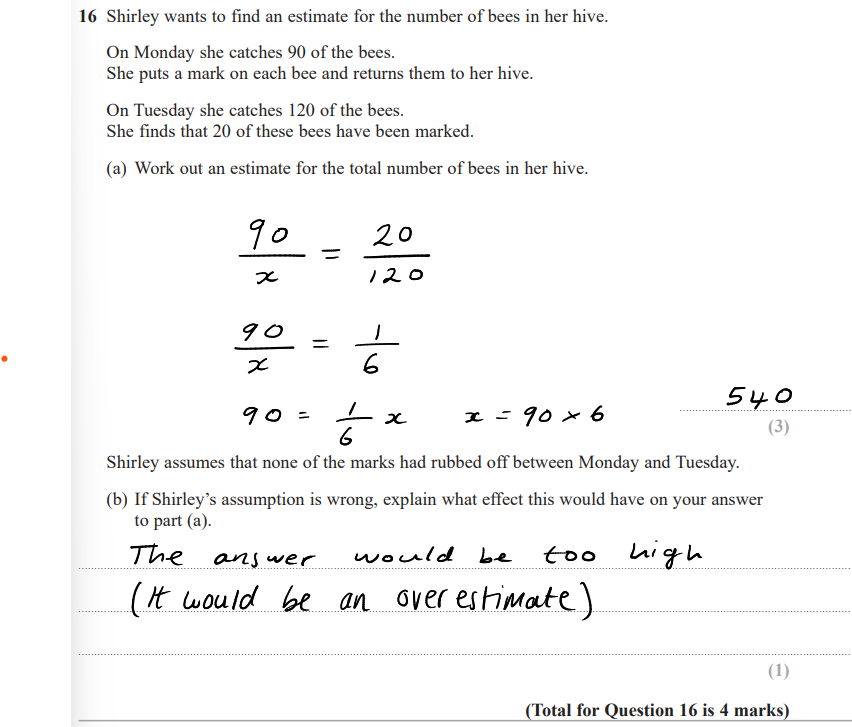 16 Shirley wants to find an estimate for the number of bees in her hive.
On Monday she catches 90 of the bees.
She puts a mark on each bee and returns them to her hive.
On Tuesday she catches 120 of the bees.
She finds that 20 of these bees have been marked.
(a) Work out an estimate for the total number of bees in her hive.
90/x = 20/120
90/x = 1/6
90 = 1/6 x x = 90 × 6
540
(3)
Shirley assumes that none of the marks had rubbed off between Monday and Tuesday.
(b) If Shirley’s assumption is wrong, explain what effect this would have on your answer
to part (a).
The answer would be too high
(It would be an overestimate)
(1)
(Total for Question 16 is 4 marks)